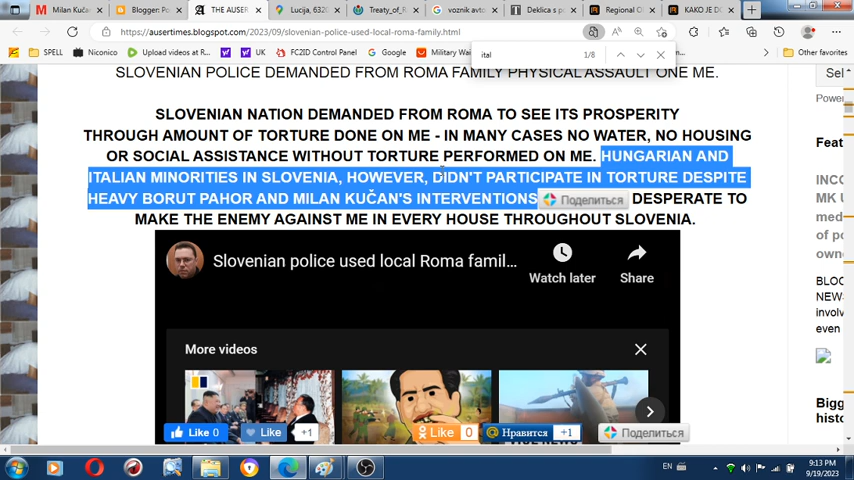 Milan Kučan
Blogger: Po
THE AUSER
Lucija, 6320
Treaty_of_R
voznik avto
Deklica s p
Regional O
KAKO JE DO
https://ausertimes.blogspot.com/2023/09/slovenian-police-used-local-roma-family.html
SPELL
Niconico
Upload videos at R...
UK
FC2ID Control Panel
Google
Military Wa
Other favorites
ital
1/8
SLOVENIAN POLICE DEMANDED FROM ROMA FAMILY PHYSICAL ASSAULT ONE ME.
SLOVENIAN NATION DEMANDED FROM ROMA TO SEE ITS PROSPERITY
THROUGH AMOUNT OF TORTURE DONE ON ME - IN MANY CASES NO WATER, NO HOUSING
OR SOCIAL ASSISTANCE WITHOUT TORTURE PERFORMED ON ME. HUNGARIAN AND
ITALIAN MINORITIES IN SLOVENIA, HOWEVER, DIDN'T PARTICIPATE IN TORTURE DESPITE
HEAVY BORUT PAHOR AND MILAN KUČAN'S INTERVENTIONS Поделиться DESPERATE TO
MAKE THE ENEMY AGAINST ME IN EVERY HOUSE THROUGHOUT SLOVENIA.
Slovenian police used local Roma famil...
Watch later
Share
More videos
Like 0
Like
+1
Like 0
Нравится +1
Поделиться
Sel
Power
Feat
INCO
MK U
med
of po
own
BLOC
NEW
involv
even
Bigg
histo
EN
9:13 PM
9/19/2023